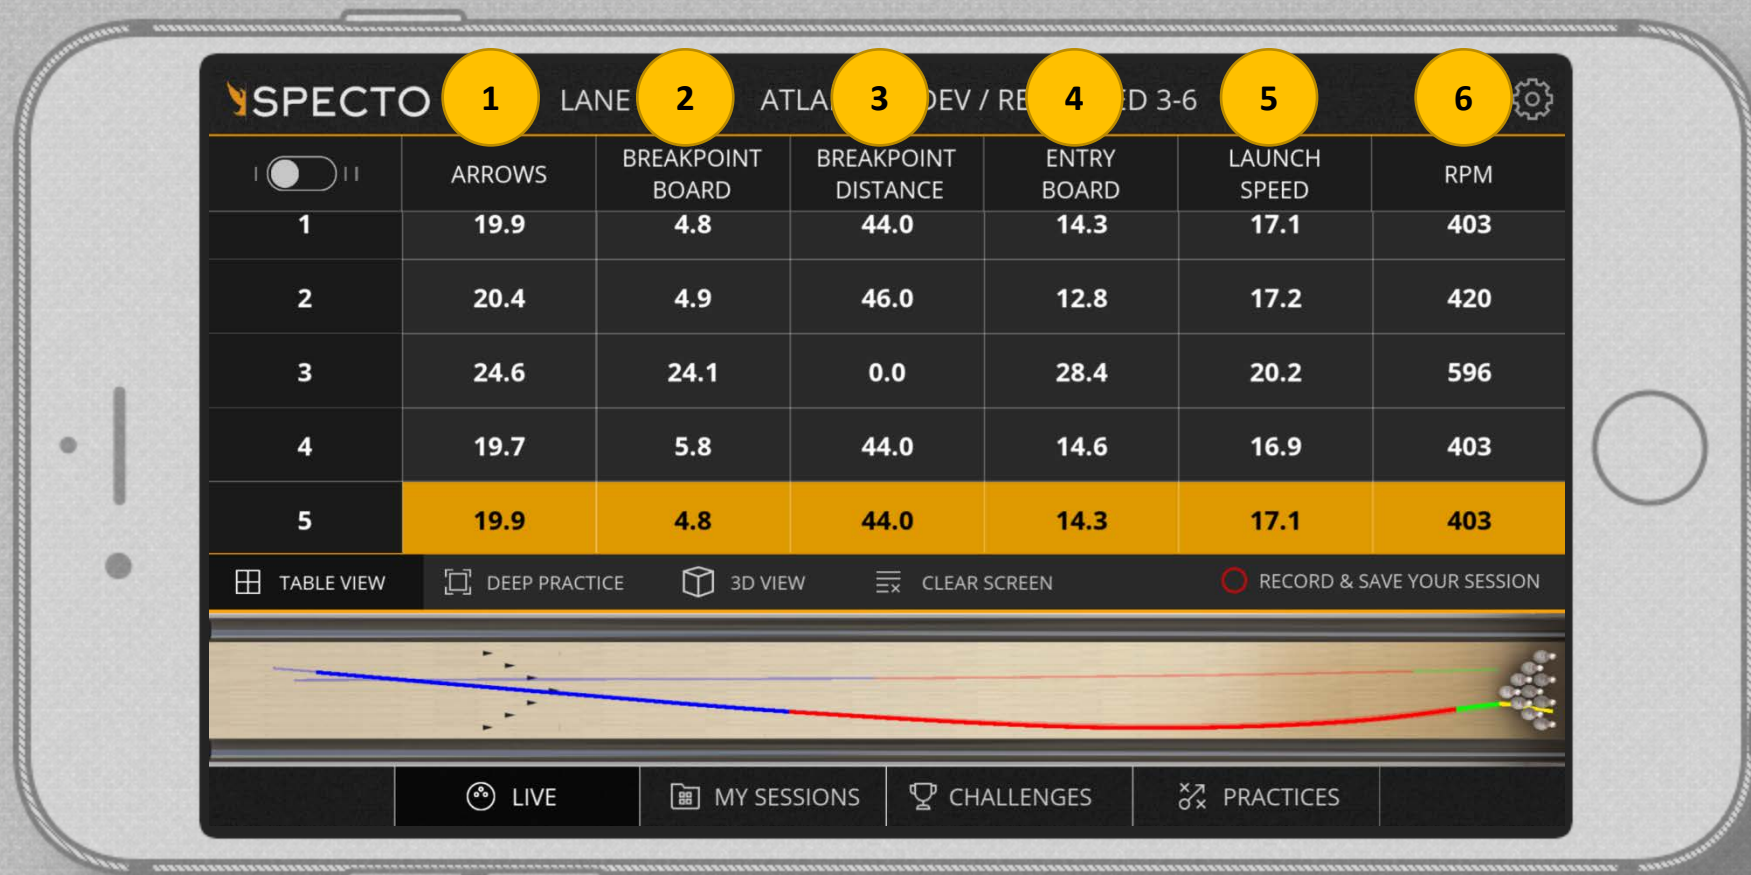 1 2 3 4 5 6
SPECTO LANE
ARROWS BREAKPOINT BOARD BREAKPOINT DISTANCE ENTRY BOARD LAUNCH SPEED RPM
1 19.9 4.8 44.0 14.3 17.1 403
2 20.4 4.9 46.0 12.8 17.2 420
3 24.6 24.1 0.0 28.4 20.2 596
4 19.7 5.8 44.0 14.6 16.9 403
5 19.9 4.8 44.0 14.3 17.1 403
TABLE VIEW DEEP PRACTICE 3D VIEW CLEAR SCREEN RECORD & SAVE YOUR SESSION
LIVE MY SESSIONS CHALLENGES PRACTICES